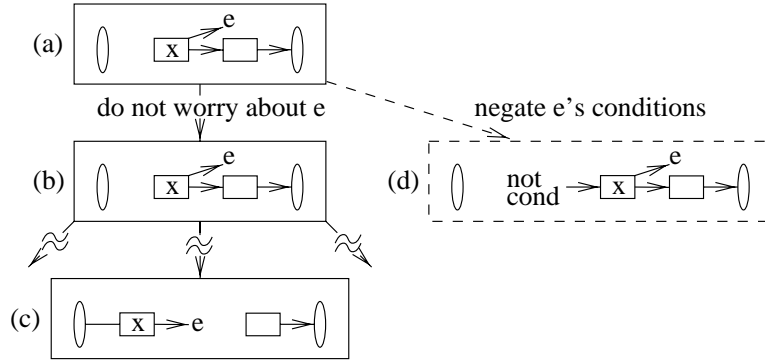 e
(a)
x
do not worry about e
negate e's conditions
e
(b)
x
(d)
e
not
cond
x
(c)
x
e